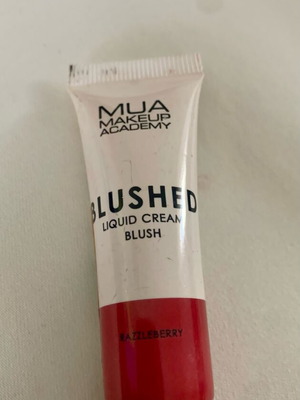 MUA
MAKEUP
ACADEMY
BLUSHED
LIQUID CREAM
BLUSH
RAZZLEBERRY